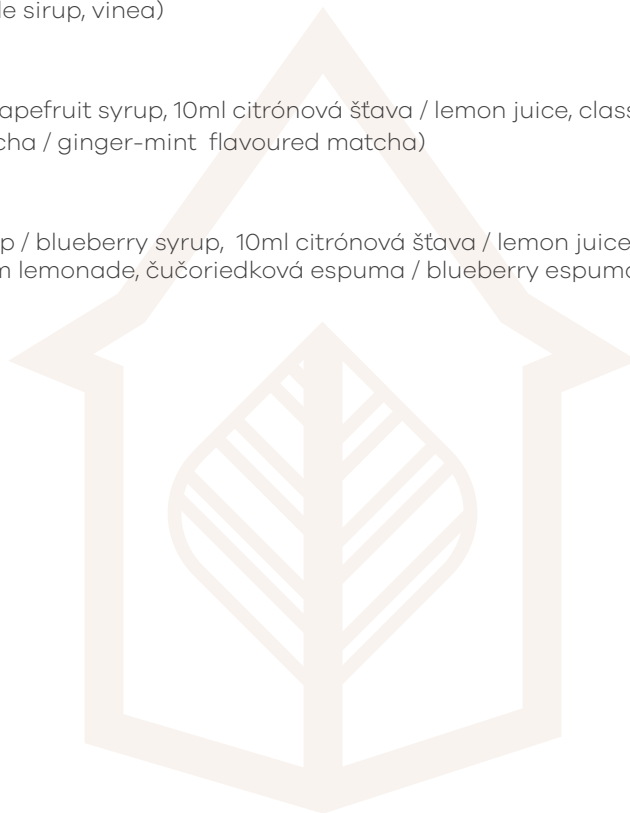 le sirup, vinea)
apefruit syrup, 10ml citrónová šťava / lemon juice, class
cha / ginger-mint flavoured matcha)
p / blueberry syrup, 10ml citrónová šťava / lemon juice
m lemonade, čučoriedková espuma / blueberry espuma